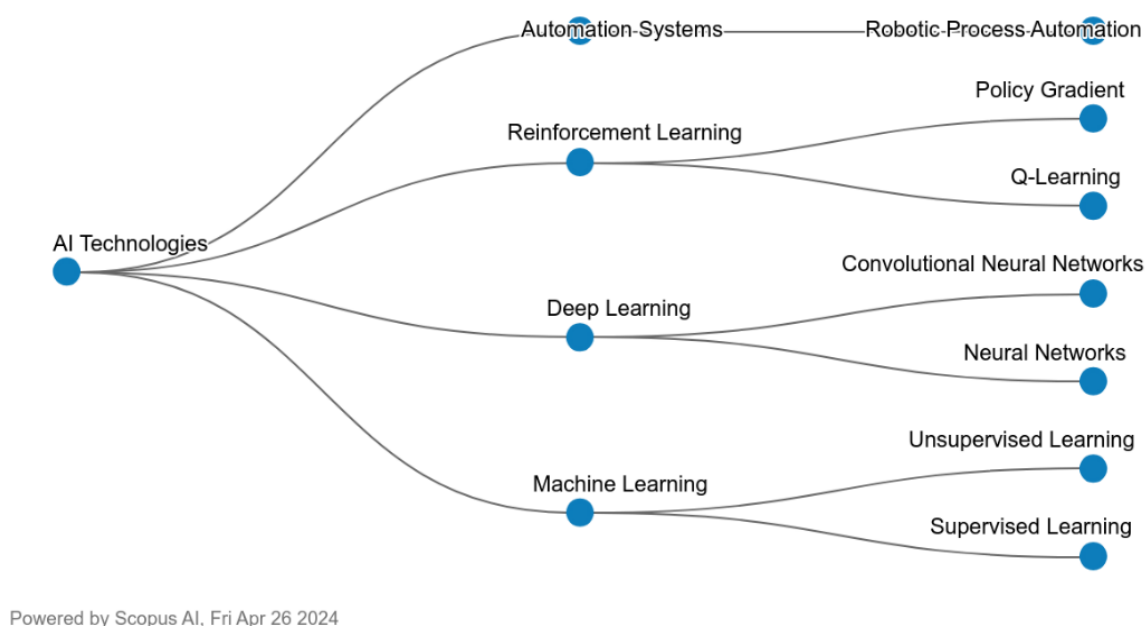 Automation Systems
Robotic Process Automation
Policy Gradient
Reinforcement Learning
Q-Learning
AI Technologies
Convolutional Neural Networks
Deep Learning
Neural Networks
Unsupervised Learning
Machine Learning
Supervised Learning
Powered by Scopus AI, Fri Apr 26 2024